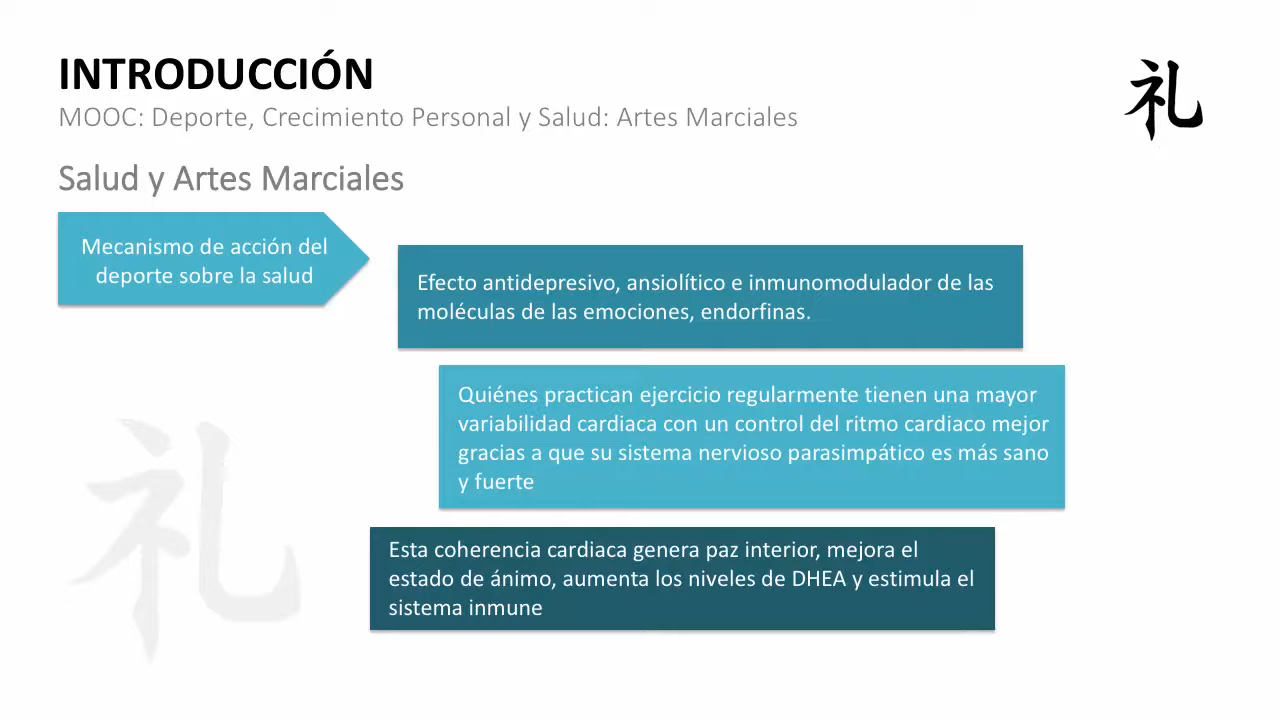 INTRODUCCIÓN
礼
MOOC: Deporte, Crecimiento Personal y Salud: Artes Marciales
Salud y Artes Marciales
Mecanismo de acción del
deporte sobre la salud
Efecto antidepresivo, ansiolítico e inmunomodulador de las
moléculas de las emociones, endorfinas.
Quiénes practican ejercicio regularmente tienen una mayor
variabilidad cardiaca con un control del ritmo cardiaco mejor
gracias a que su sistema nervioso parasimpático es más sano
y fuerte
Esta coherencia cardiaca genera paz interior, mejora el
estado de ánimo, aumenta los niveles de DHEA y estimula el
sistema inmune
礼